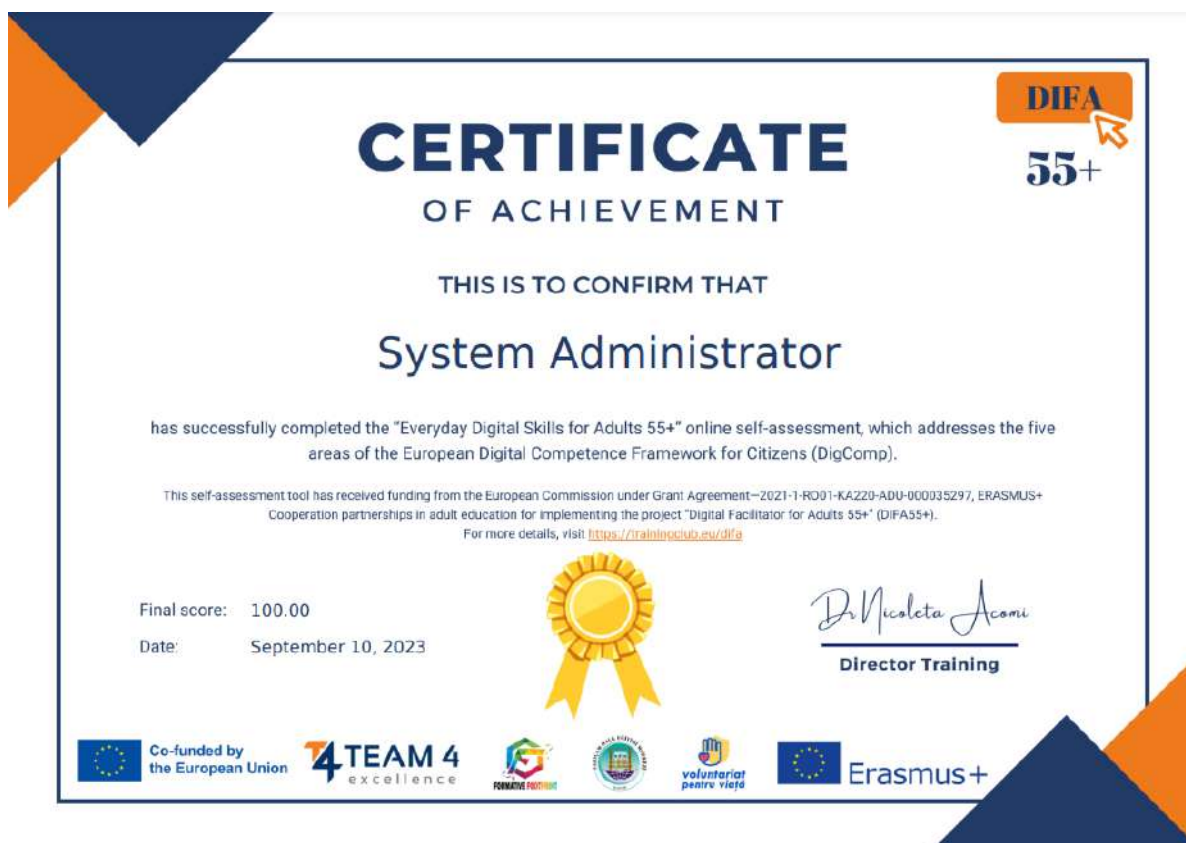 DIFA
55+
CERTIFICATE
OF ACHIEVEMENT
THIS IS TO CONFIRM THAT
System Administrator
has successfully completed the "Everyday Digital Skills for Adults 55+" online self-assessment, which addresses the five
areas of the European Digital Competence Framework for Citizens (DigComp).
This self-assessment tool has received funding from the European Commission under Grant Agreement—2021-1-RO01-KA220-ADU-000035297, ERASMUS+
Cooperation partnerships in adult education for implementing the project "Digital Facilitator for Adults 55+" (DIFA55+).
For more details, visit https://trainingclub.eu/difa
Final score: 100.00
Date: September 10, 2023
Dr Nicoleta Acomi
Director Training
Co-funded by
the European Union
T4 TEAM 4
excellence
FORMATIVE FOOTPRINT
voluntariat
pentru viață
Erasmus+